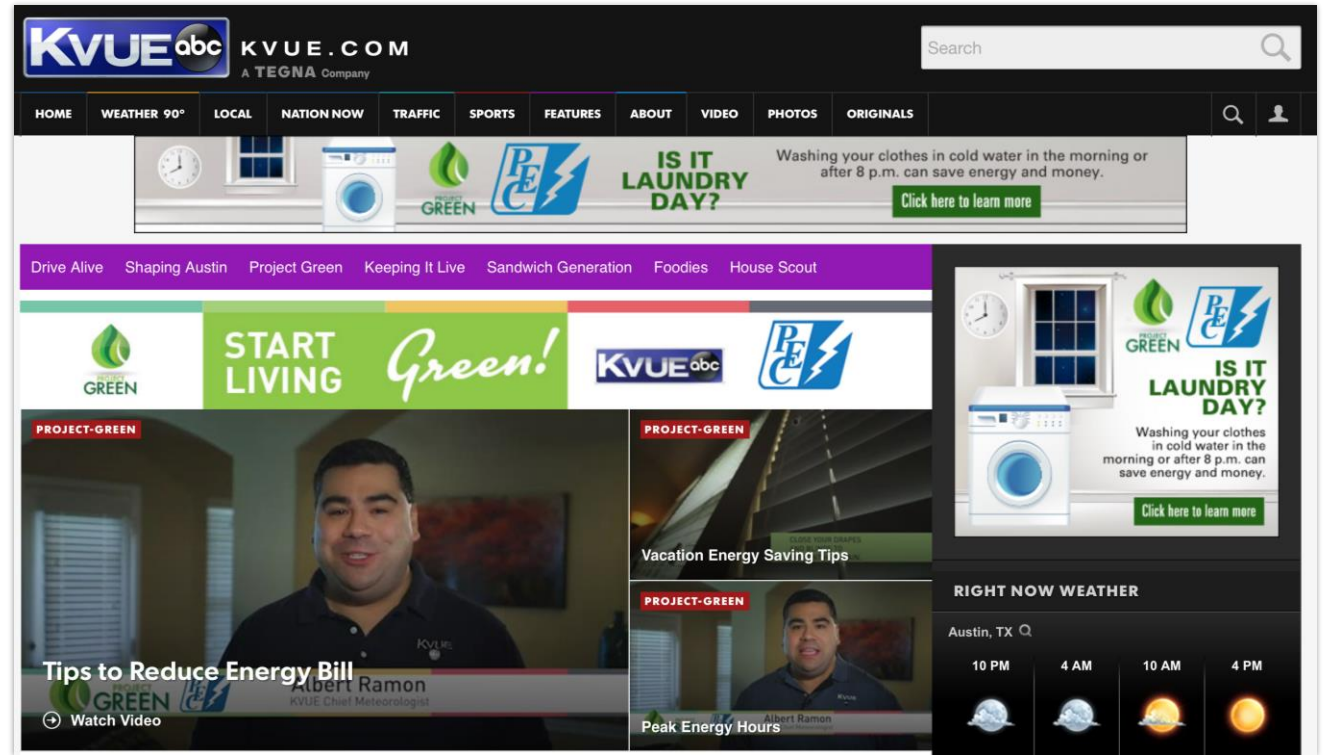 KVUE abc
KVUE.COM
A TEGNA Company
Search
HOME WEATHER 90° LOCAL NATION NOW TRAFFIC SPORTS FEATURES ABOUT VIDEO PHOTOS ORIGINALS
PROJECT
GREEN
PEC
IS IT
LAUNDRY
DAY?
Washing your clothes in cold water in the morning or
after 8 p.m. can save energy and money.
Click here to learn more
Drive Alive Shaping Austin Project Green Keeping It Live Sandwich Generation Foodies House Scout
PROJECT
GREEN
START
LIVING
Green!
KVUE abc
PEC
PROJECT-GREEN
KVUE
Tips to Reduce Energy Bill
PROJECT
GREEN
PEC
Albert Ramon
KVUE Chief Meteorologist
Watch Video
PROJECT-GREEN
CLOSE YOUR DRAPES
Vacation Energy Saving Tips
PROJECT-GREEN
Albert Ramon
Peak Energy Hours
PROJECT
GREEN
PEC
IS IT
LAUNDRY
DAY?
Washing your clothes
in cold water in the
morning or after 8 p.m. can
save energy and money.
Click here to learn more
RIGHT NOW WEATHER
Austin, TX
10 PM 4 AM 10 AM 4 PM